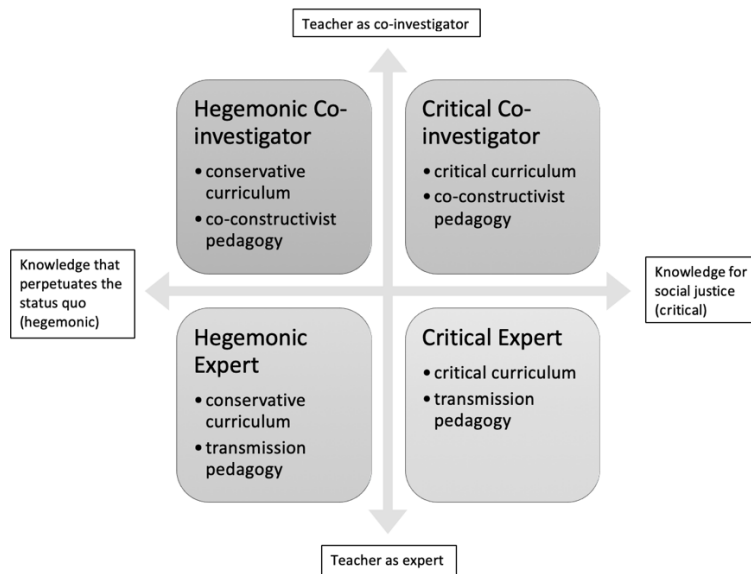 Teacher as co-investigator
Hegemonic Co-
investigator
• conservative
curriculum
• co-constructivist
pedagogy
Critical Co-
investigator
• critical curriculum
• co-constructivist
pedagogy
Knowledge that
perpetuates the
status quo
(hegemonic)
Knowledge for
social justice
(critical)
Hegemonic
Expert
• conservative
curriculum
• transmission
pedagogy
Critical Expert
• critical curriculum
• transmission
pedagogy
Teacher as expert